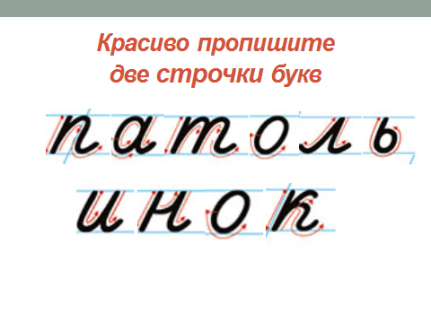 Красиво пропишите
две строчки букв
п а т о л ь
и н о к